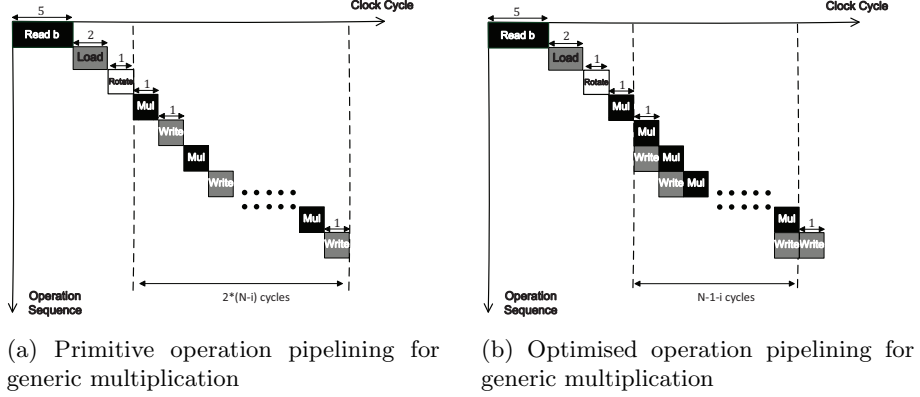 Clock Cycle
5
Read b
2
Load
1
Rotate
1
Mul
1
Write
Mul
Write
Mul
1
Write
2*(N-i) cycles
Operation
Sequence
(a) Primitive operation pipelining for
generic multiplication
Clock Cycle
5
Read b
2
Load
1
Rotate
1
Mul
1
Mul
Write Mul
Write Mul
Mul
1
Write Write
N-1-i cycles
Operation
Sequence
(b) Optimised operation pipelining for
generic multiplication